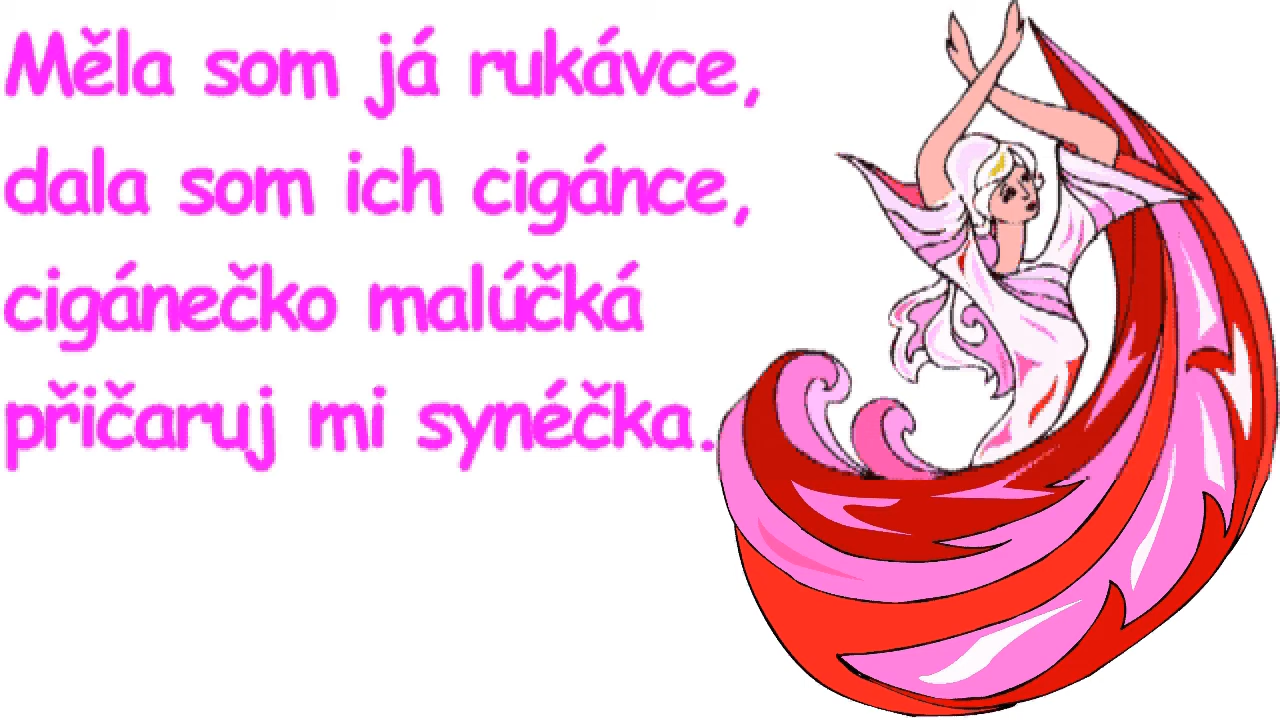 Měla som já rukávce,
dala som ich cigánce,
cigánečko malúčká
přičaruj mi synéčka.